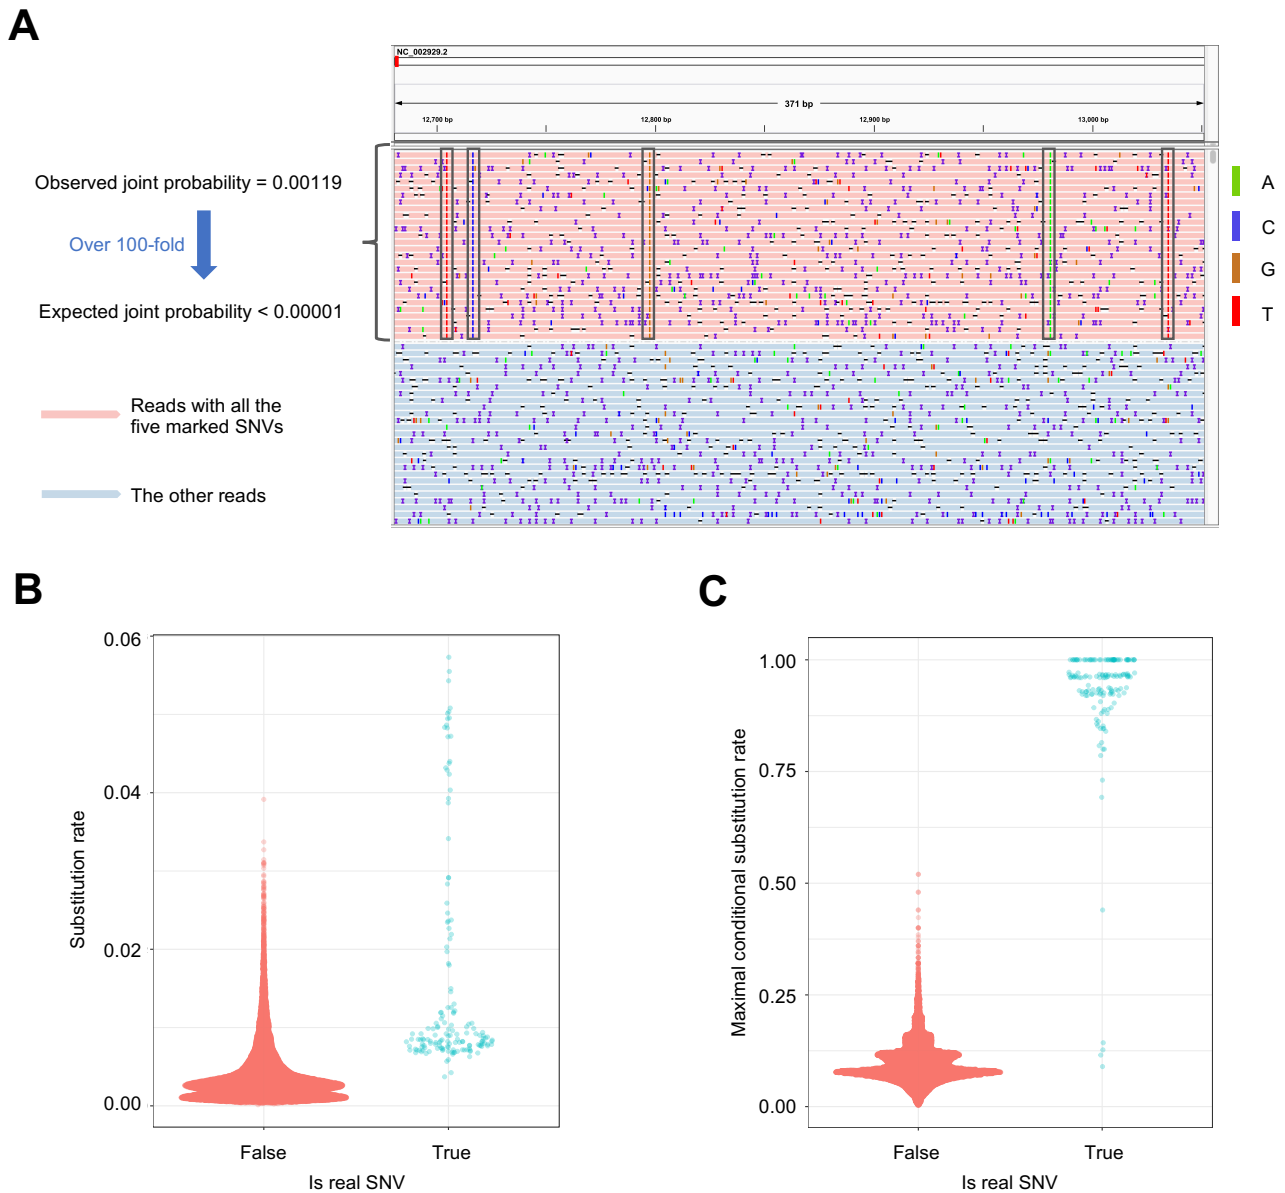 A
NC_002929.2
371 bp
12,700 bp
12,800 bp
12,900 bp
13,000 bp
Observed joint probability = 0.00119
Over 100-fold
Expected joint probability < 0.00001
Reads with all the
five marked SNVs
The other reads
A
C
G
T
B
0.06
0.04
0.02
0.00
Substitution rate
False
True
Is real SNV
C
1.00
0.75
0.50
0.25
0.00
Maximal conditional substitution rate
False
True
Is real SNV